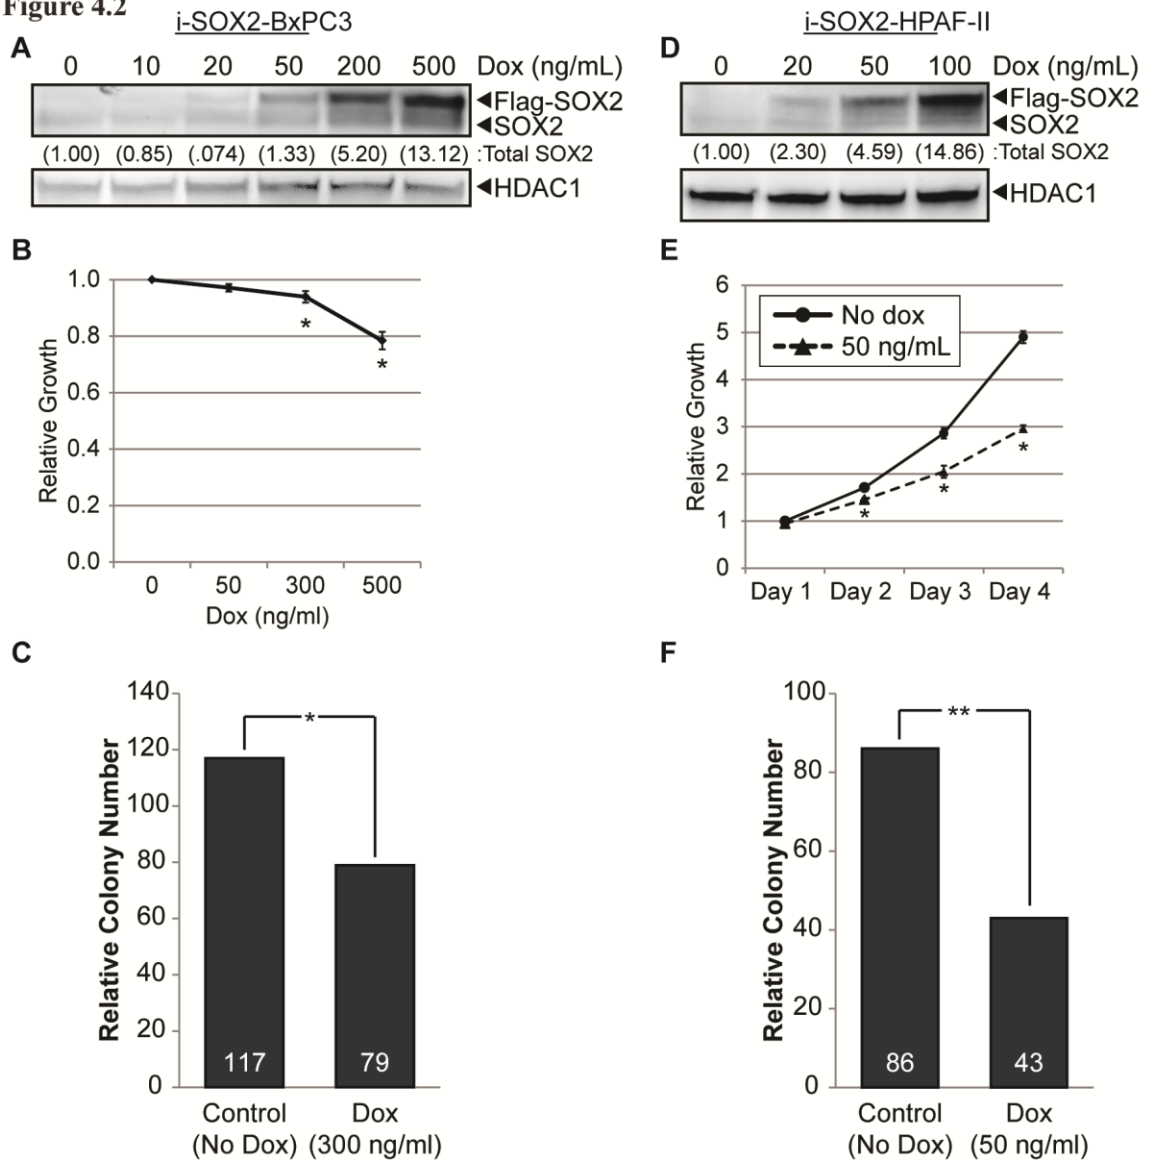 Figure 4.2
i-SOX2-BxPC3
A
0 10 20 50 200 500 Dox (ng/mL)
Flag-SOX2
SOX2
(1.00) (0.85) (.074) (1.33) (5.20) (13.12) :Total SOX2
HDAC1
B
1.0
0.8
0.6
0.4
0.2
0.0
Relative Growth
*
*
0 50 300 500
Dox (ng/ml)
C
140
120
100
80
60
40
20
0
Relative Colony Number
*
117 79
Control Dox
(No Dox) (300 ng/ml)
i-SOX2-HPAF-II
D
0 20 50 100 Dox (ng/mL)
Flag-SOX2
SOX2
(1.00) (2.30) (4.59) (14.86) :Total SOX2
HDAC1
E
6
5
4
3
2
1
0
Relative Growth
No dox
50 ng/mL
*
*
*
Day 1 Day 2 Day 3 Day 4
F
100
80
60
40
20
0
Relative Colony Number
**
86 43
Control Dox
(No Dox) (50 ng/ml)